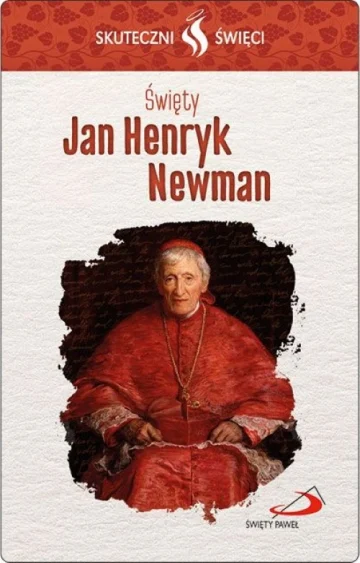 SKUTECZNI ŚWIĘCI
Święty
Jan Henryk
Newman
ŚWIĘTY PAWEŁ